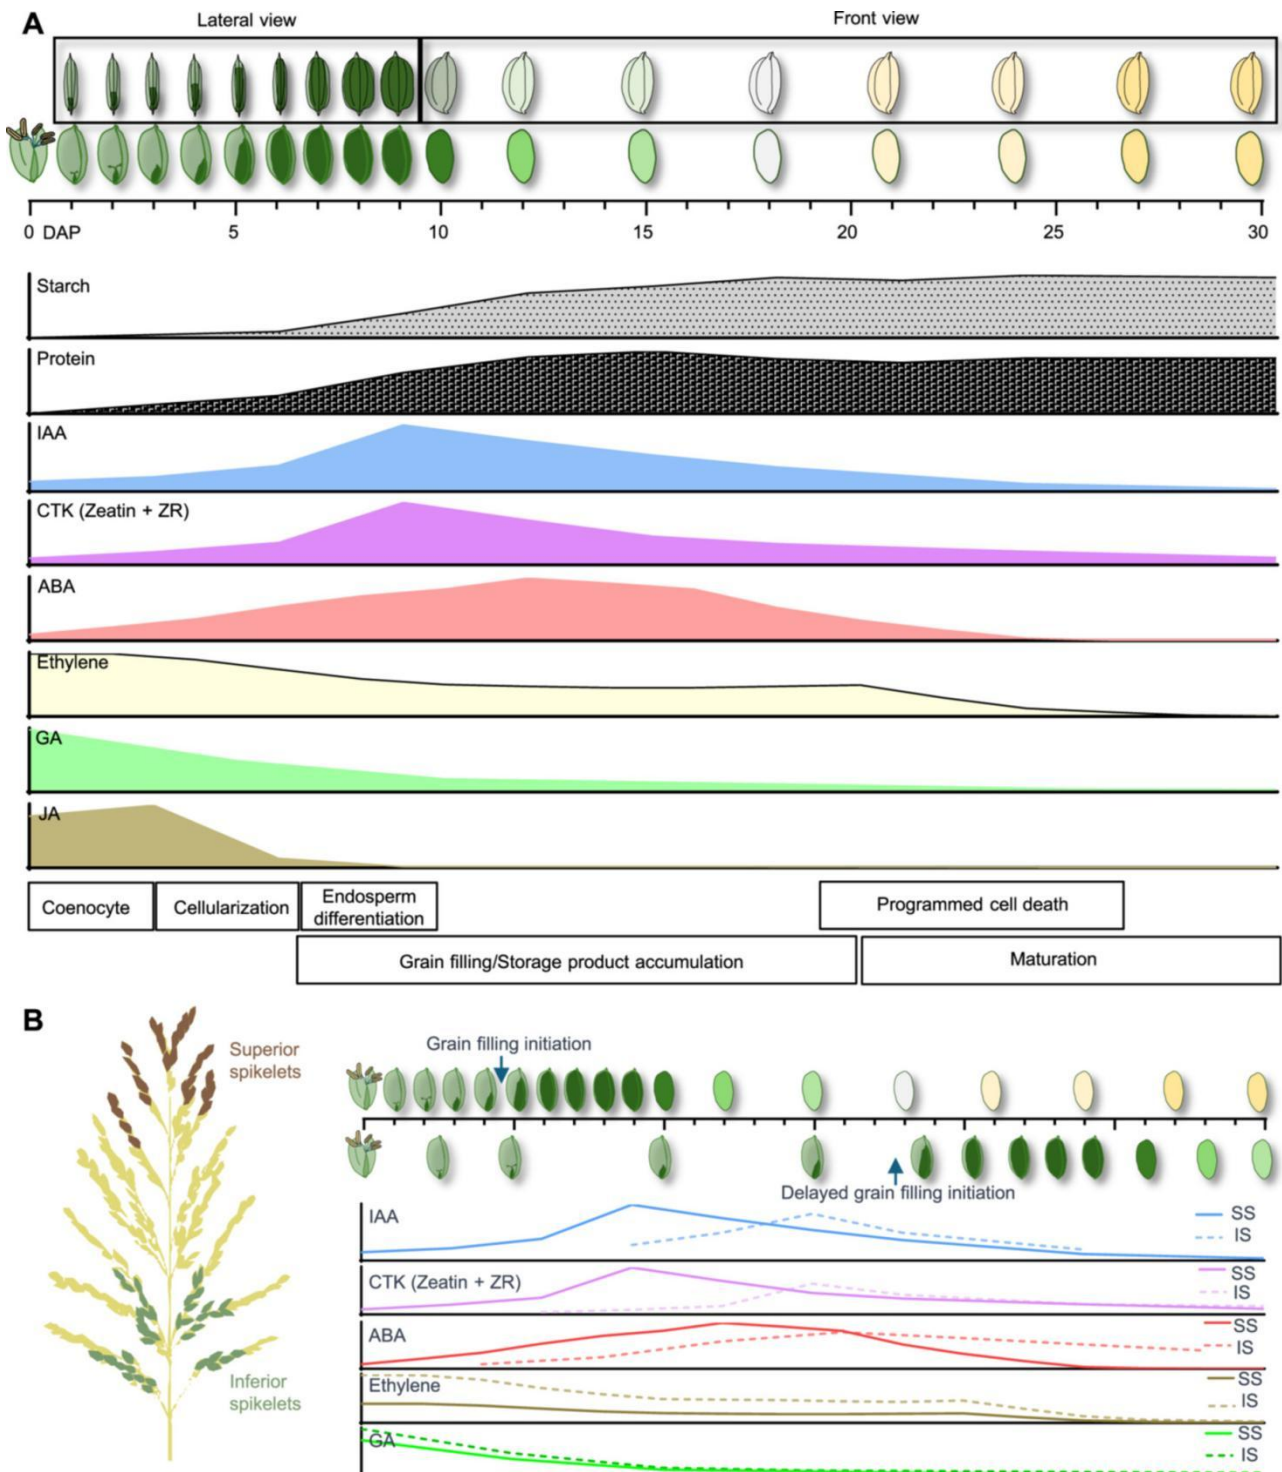 A
Lateral view
Front view
0 DAP 5 10 15 20 25 30
Starch
Protein
IAA
CTK (Zeatin + ZR)
ABA
Ethylene
GA
JA
Coenocyte
Cellularization
Endosperm
differentiation
Programmed cell death
Grain filling/Storage product accumulation
Maturation
B
Superior
spikelets
Inferior
spikelets
Grain filling initiation
Delayed grain filling initiation
IAA
SS
IS
CTK (Zeatin + ZR)
SS
IS
ABA
SS
IS
Ethylene
SS
IS
GA
SS
IS